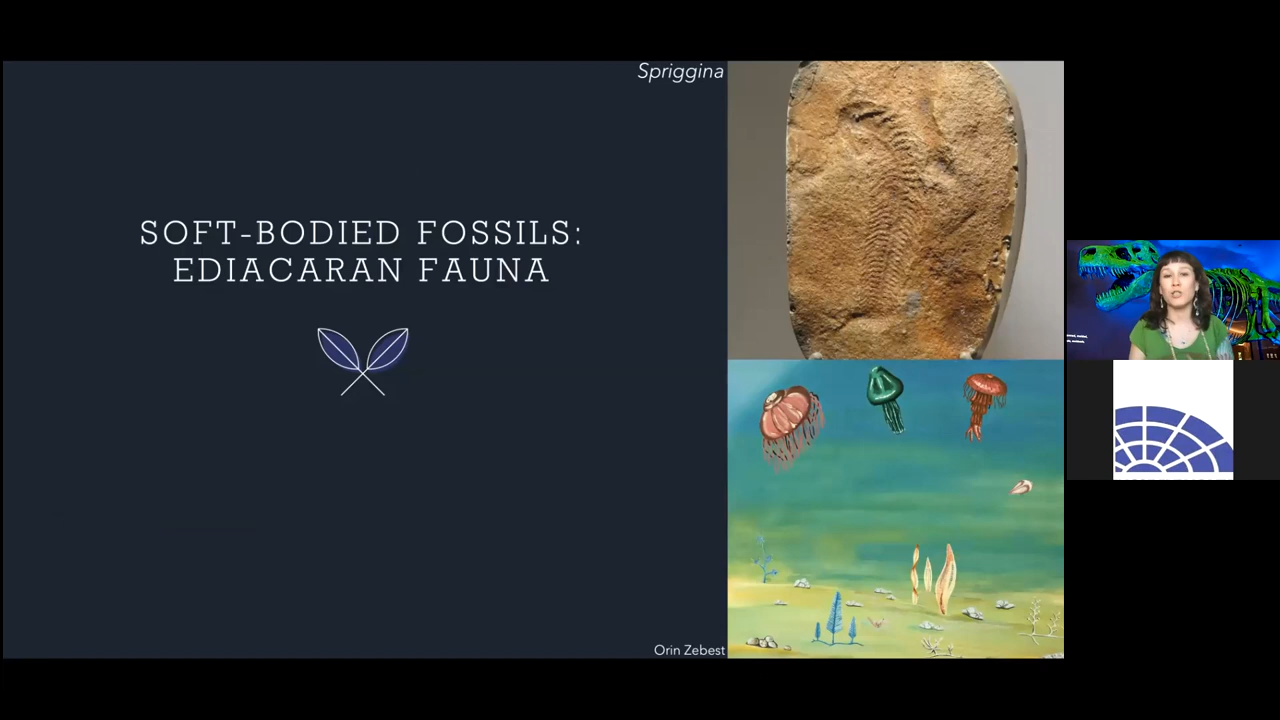 Spriggina
SOFT-BODIED FOSSILS:
EDIACARAN FAUNA
Orin Zebest